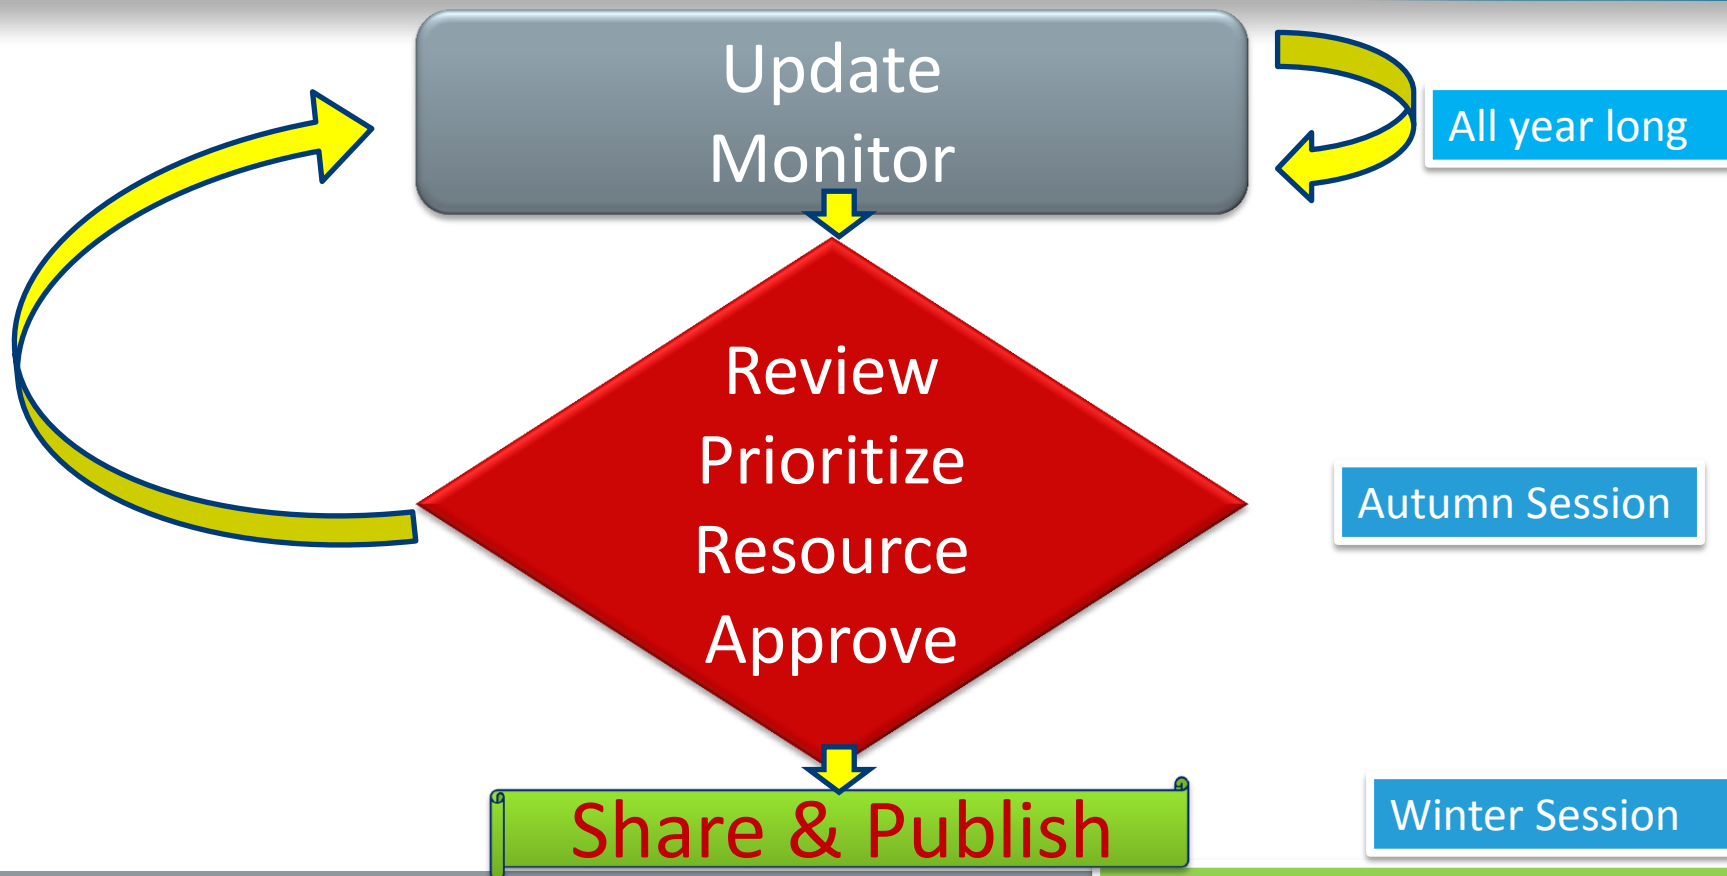 Update
Monitor
All year long
Review
Prioritize
Resource
Approve
Autumn Session
Share & Publish
Winter Session